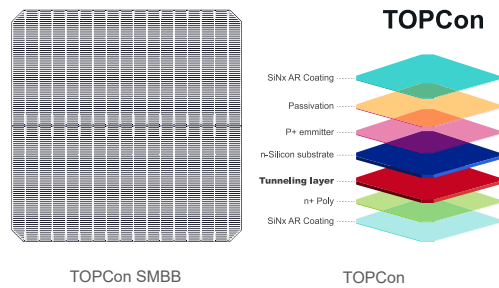 TOPCon
SiNx AR Coating
Passivation
P+ emmitter
n-Silicon substrate
Tunneling layer
n+ Poly
SiNx AR Coating
TOPCon SMBB
TOPCon